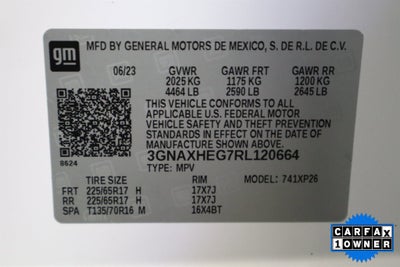 gm
MFD BY GENERAL MOTORS DE MEXICO, S. DE R.L. DE C.V.
06/23 GVWR GAWR FRT GAWR RR
2025 KG 1175 KG 1200 KG
4464 LB 2590 LB 2645 LB
THIS VEHICLE CONFORMS TO ALL
APPLICABLE U.S. FEDERAL MOTOR
VEHICLE SAFETY AND THEFT PREVENTION
STANDARDS IN EFFECT ON THE DATE OF
MANUFACTURE SHOWN ABOVE.
8624
3GNAXHEG7RL120664
TYPE: MPV
TIRE SIZE RIM MODEL: 741XP26
FRT 225/65R17 H 17X7J
RR 225/65R17 H 17X7J
SPA T135/70R16 M 16X4BT
CARFAX
1 OWNER